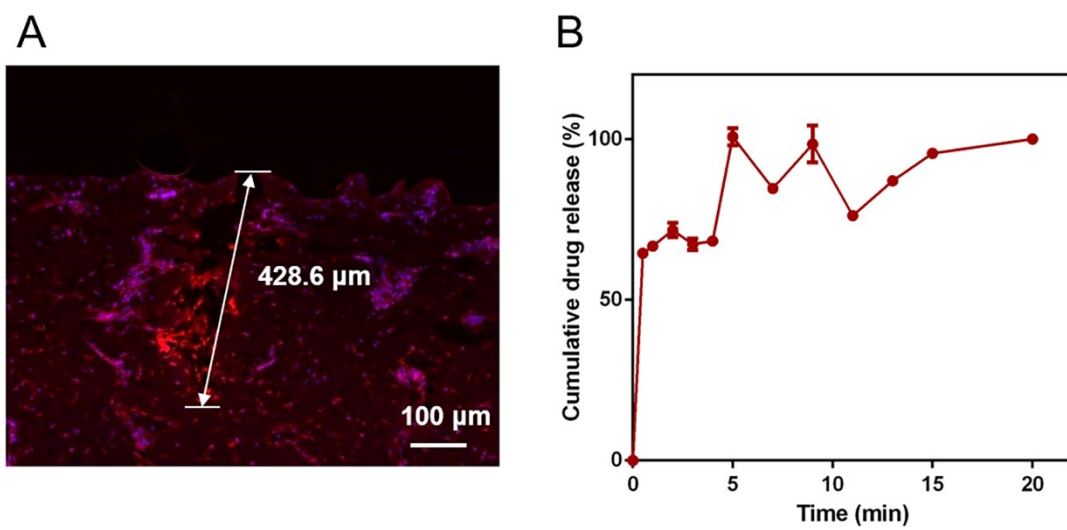 A
428.6 µm
100 µm
B
Cumulative drug release (%)
100
50
0
0 5 10 15 20
Time (min)